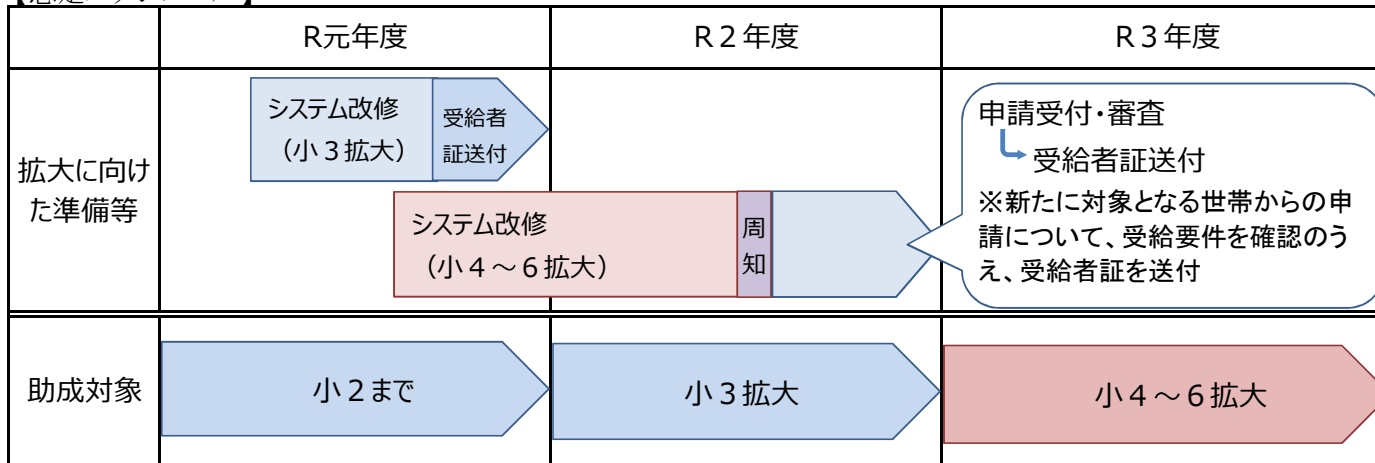 R元年度
R２年度
R３年度
拡大に向け
た準備等
システム改修
（小３拡大）
受給者
証送付
システム改修
（小４～６拡大）
周
知
申請受付・審査
受給者証送付
※新たに対象となる世帯からの申
請について、受給要件を確認のう
え、受給者証を送付
助成対象
小２まで
小３拡大
小４～６拡大